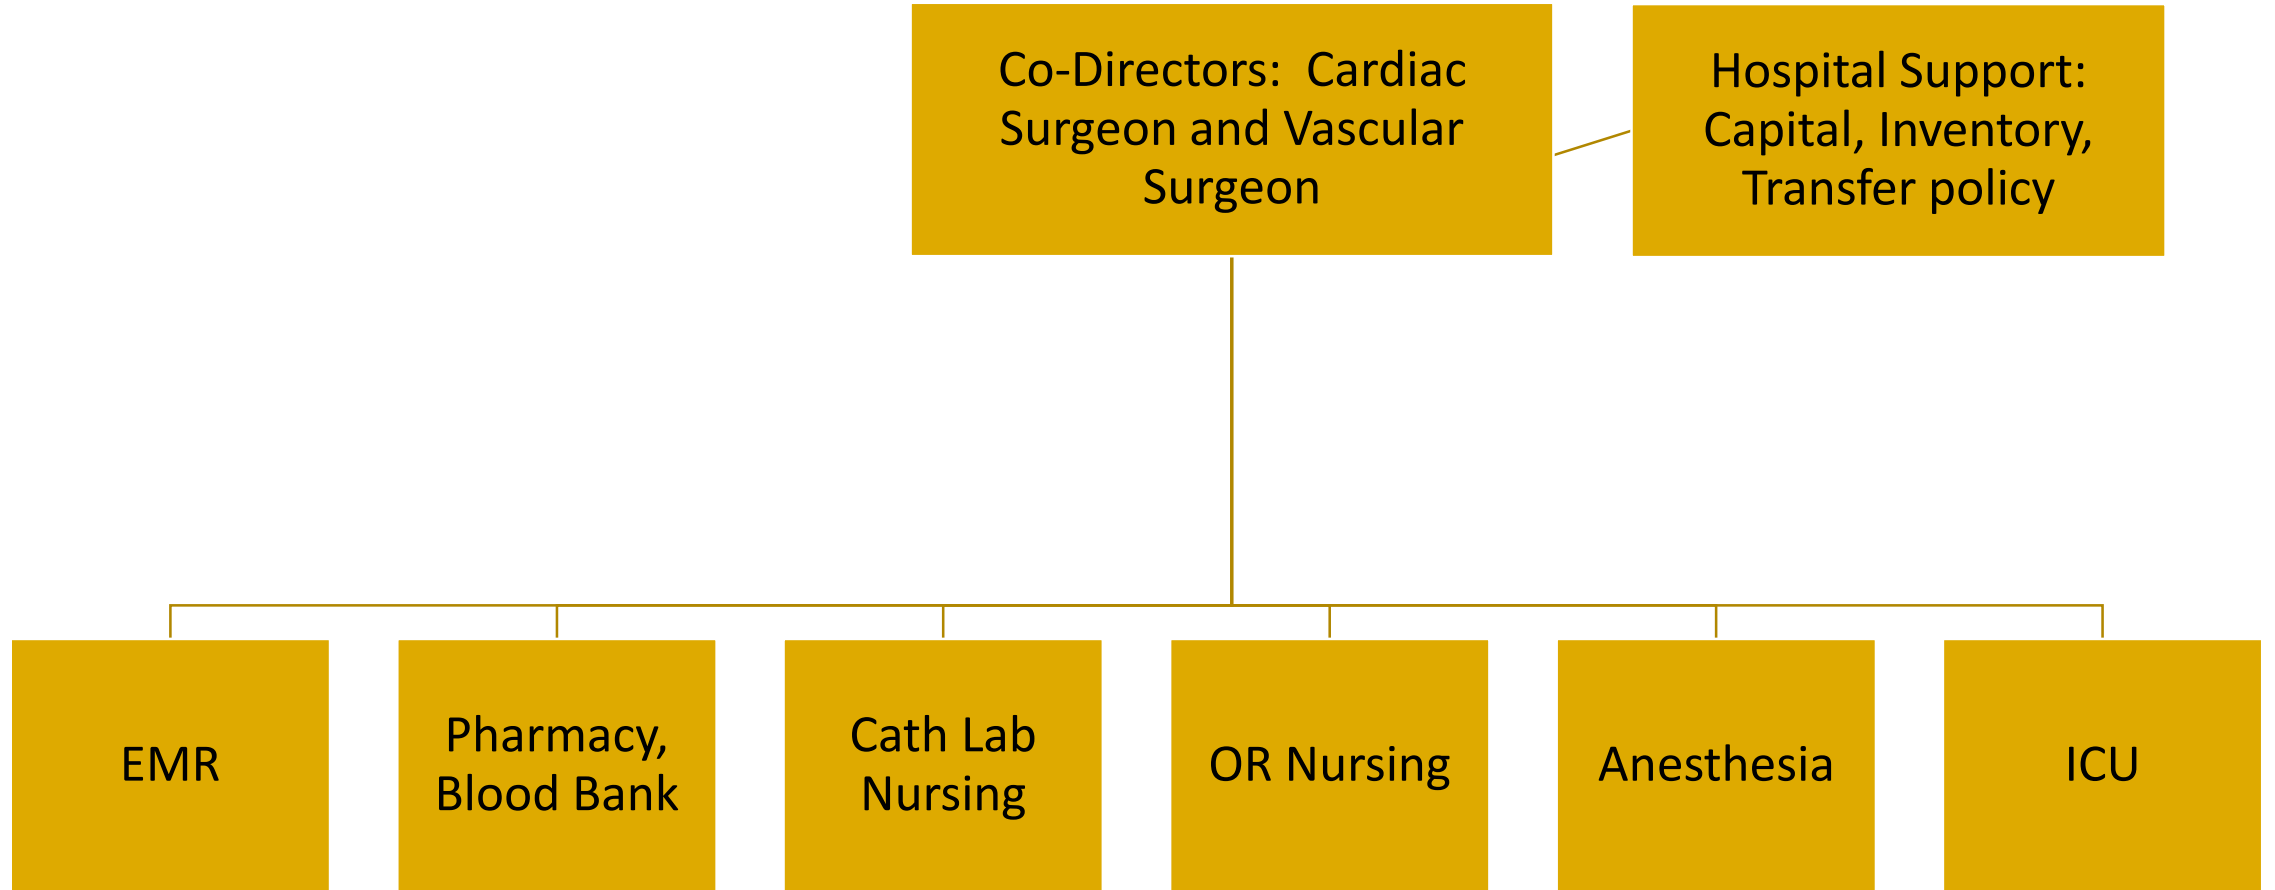 Co-Directors:  Cardiac
Surgeon and Vascular
Surgeon
Hospital Support:
Capital, Inventory,
Transfer policy
EMR
Pharmacy,
Blood Bank
Cath Lab
Nursing
OR Nursing
Anesthesia
ICU